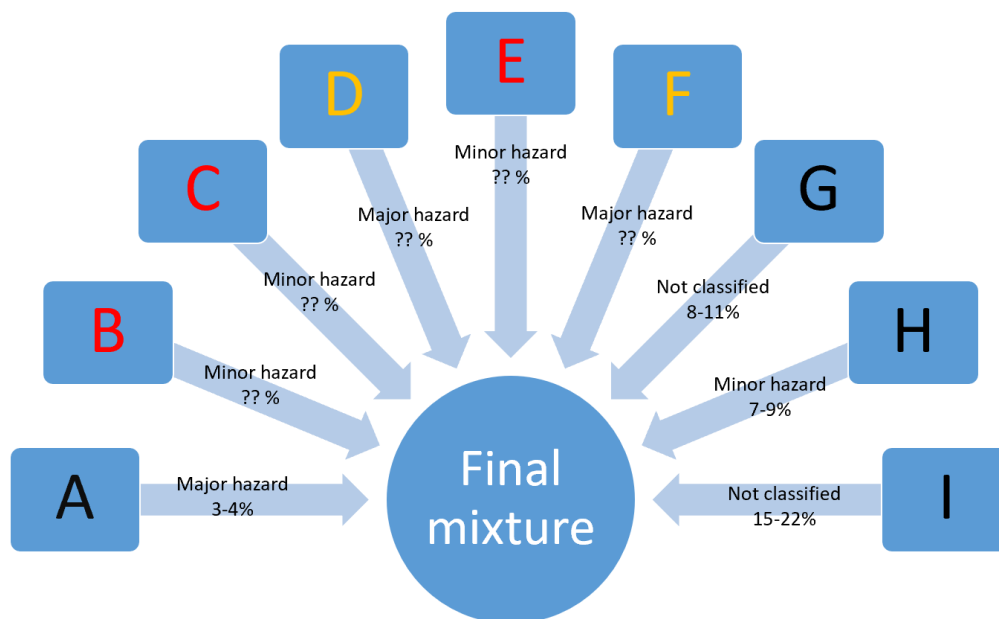 A
Major hazard
3-4%
B
Minor hazard
?? %
C
Minor hazard
?? %
D
Major hazard
?? %
E
Minor hazard
?? %
F
Major hazard
?? %
G
Not classified
8-11%
H
Minor hazard
7-9%
I
Not classified
15-22%
Final
mixture